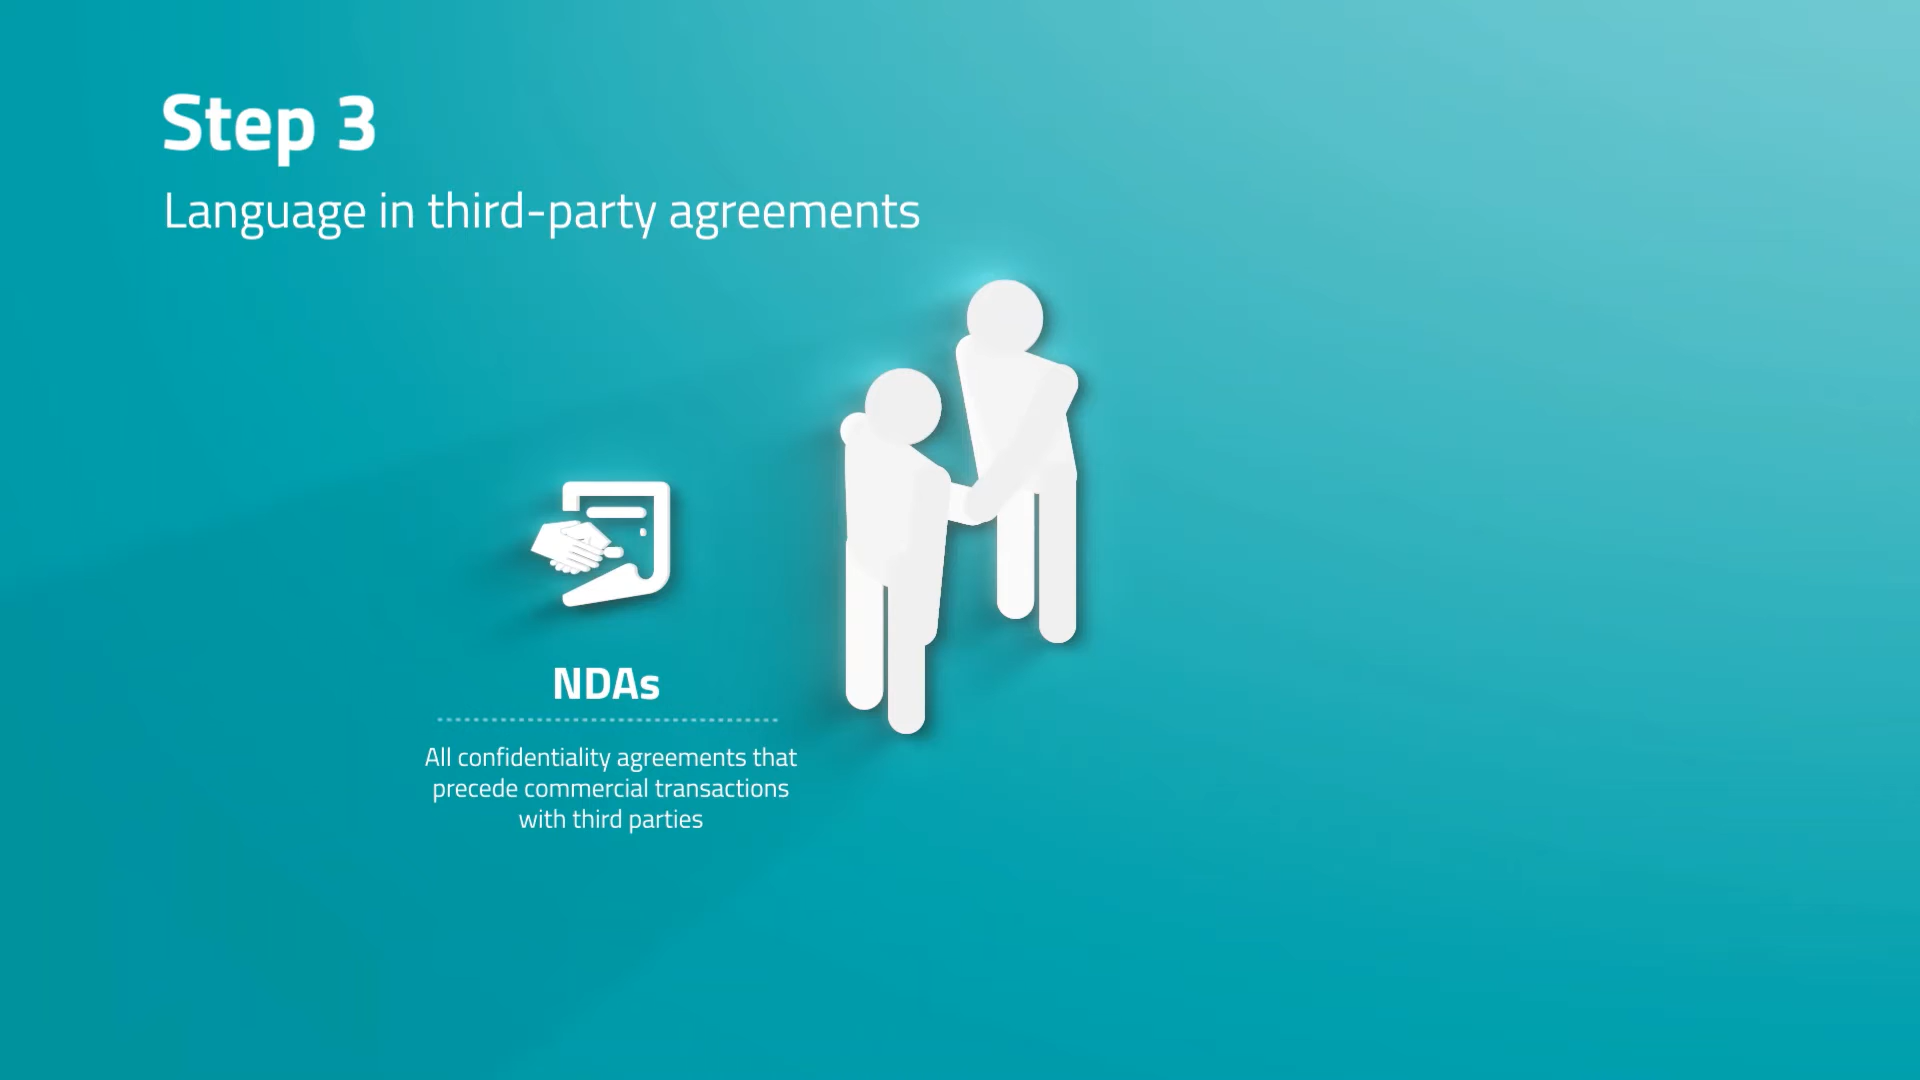 Step 3
Language in third-party agreements
NDAs
All confidentiality agreements that
precede commercial transactions
with third parties